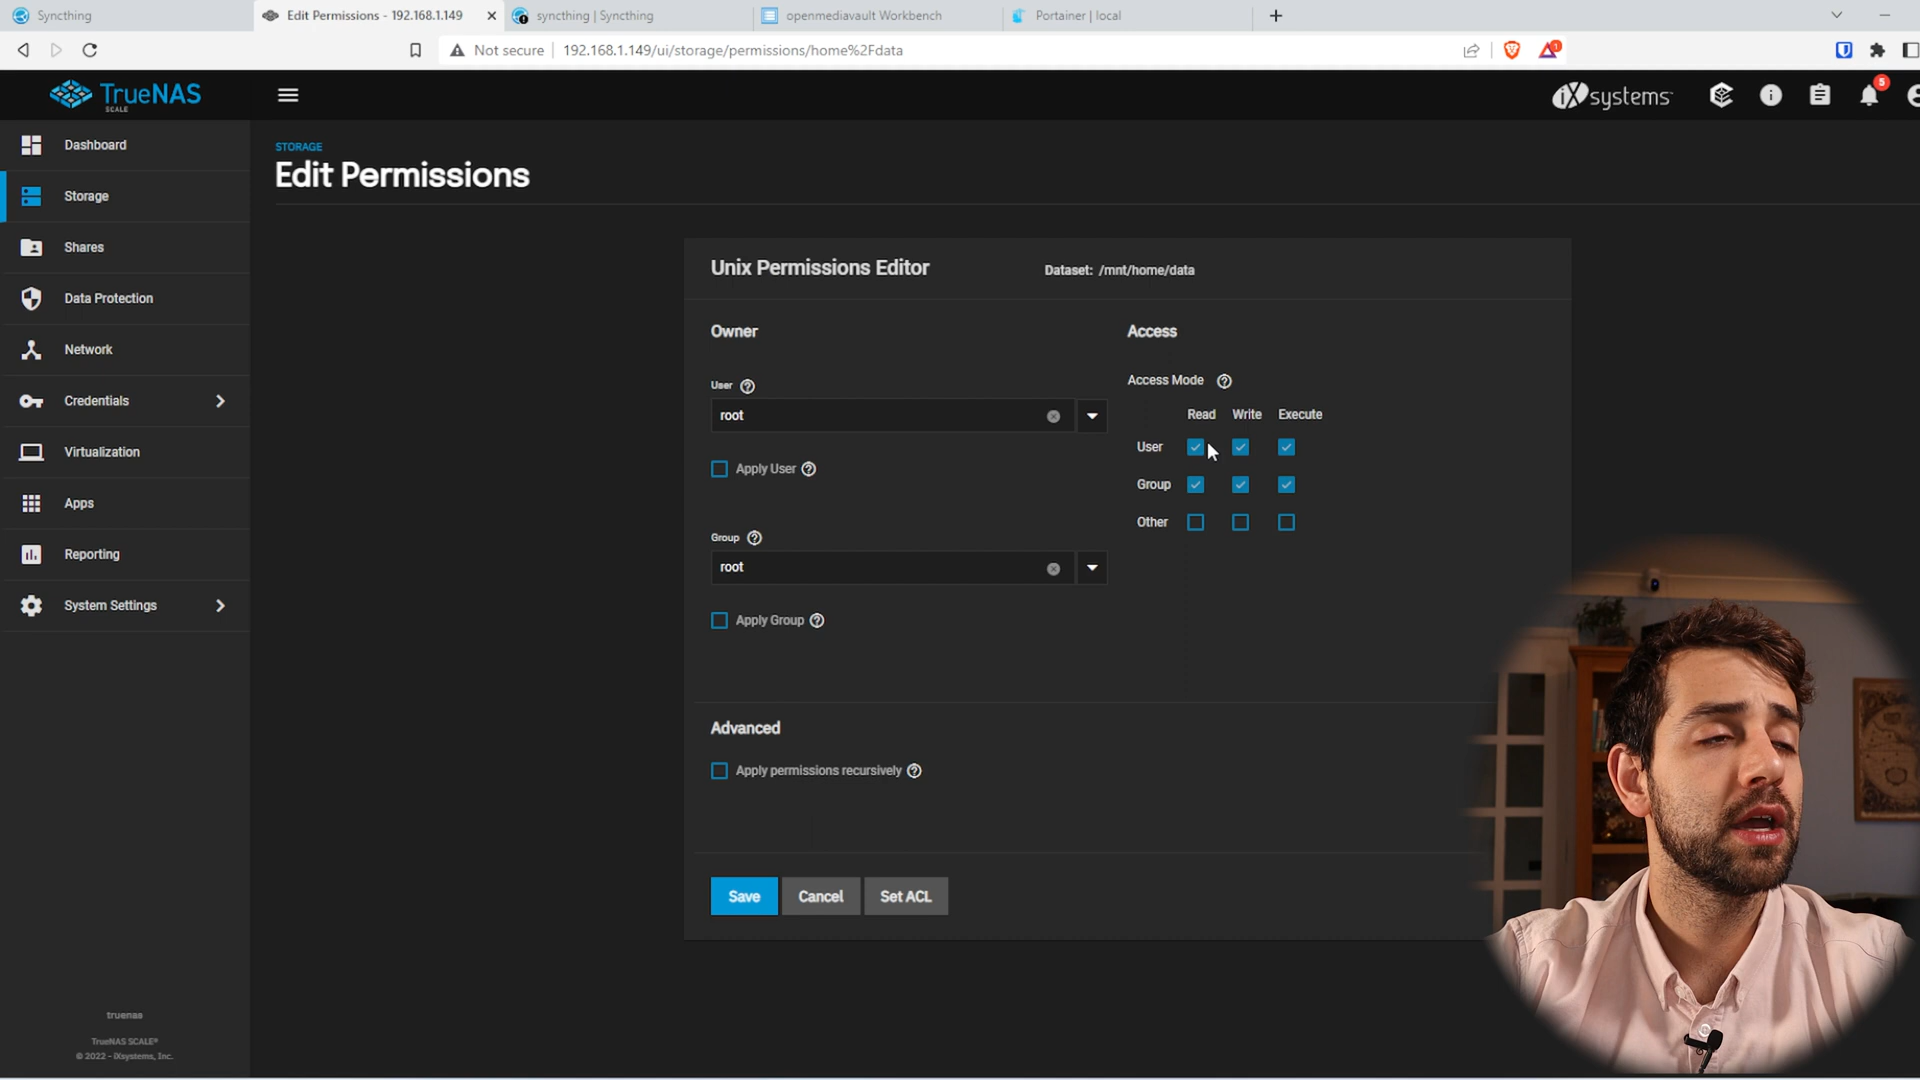 Syncthing
Edit Permissions - 192.168.1.149
syncthing | Syncthing
openmediavault Workbench
Portainer | local
Not secure
192.168.1.149/ui/storage/permissions/home%2Fdata
1
TrueNAS
SCALE
iXsystems
5
Dashboard
Storage
Shares
Data Protection
Network
Credentials
Virtualization
Apps
Reporting
System Settings
truenas
TrueNAS SCALE®
© 2022 - iXsystems, Inc.
STORAGE
Edit Permissions
Unix Permissions Editor
Dataset: /mnt/home/data
Owner
User
root
Apply User
Group
root
Apply Group
Access
Access Mode
Read Write Execute
User
Group
Other
Advanced
Apply permissions recursively
Save
Cancel
Set ACL